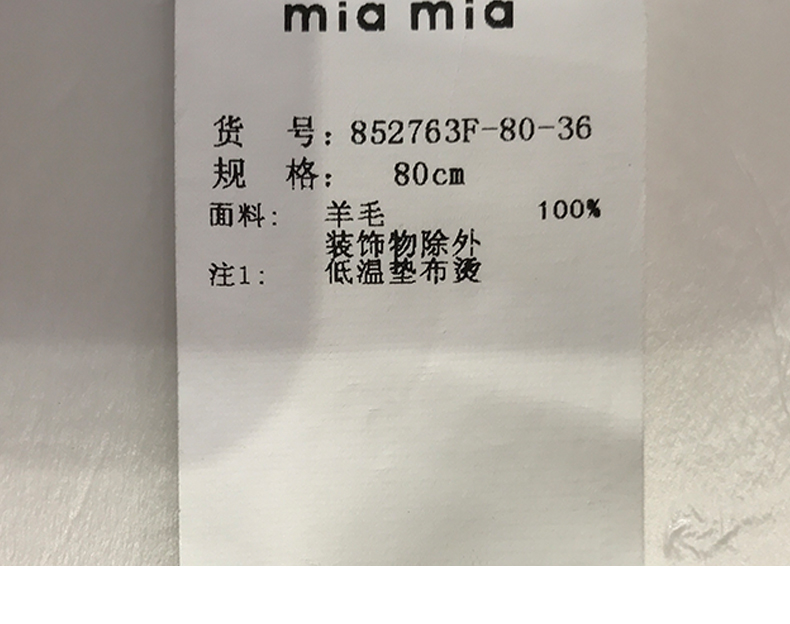 mia mia
货 号: 852763F-80-36
规 格: 80cm
面料: 羊毛 100%
装饰物除外
注1: 低温垫布烫